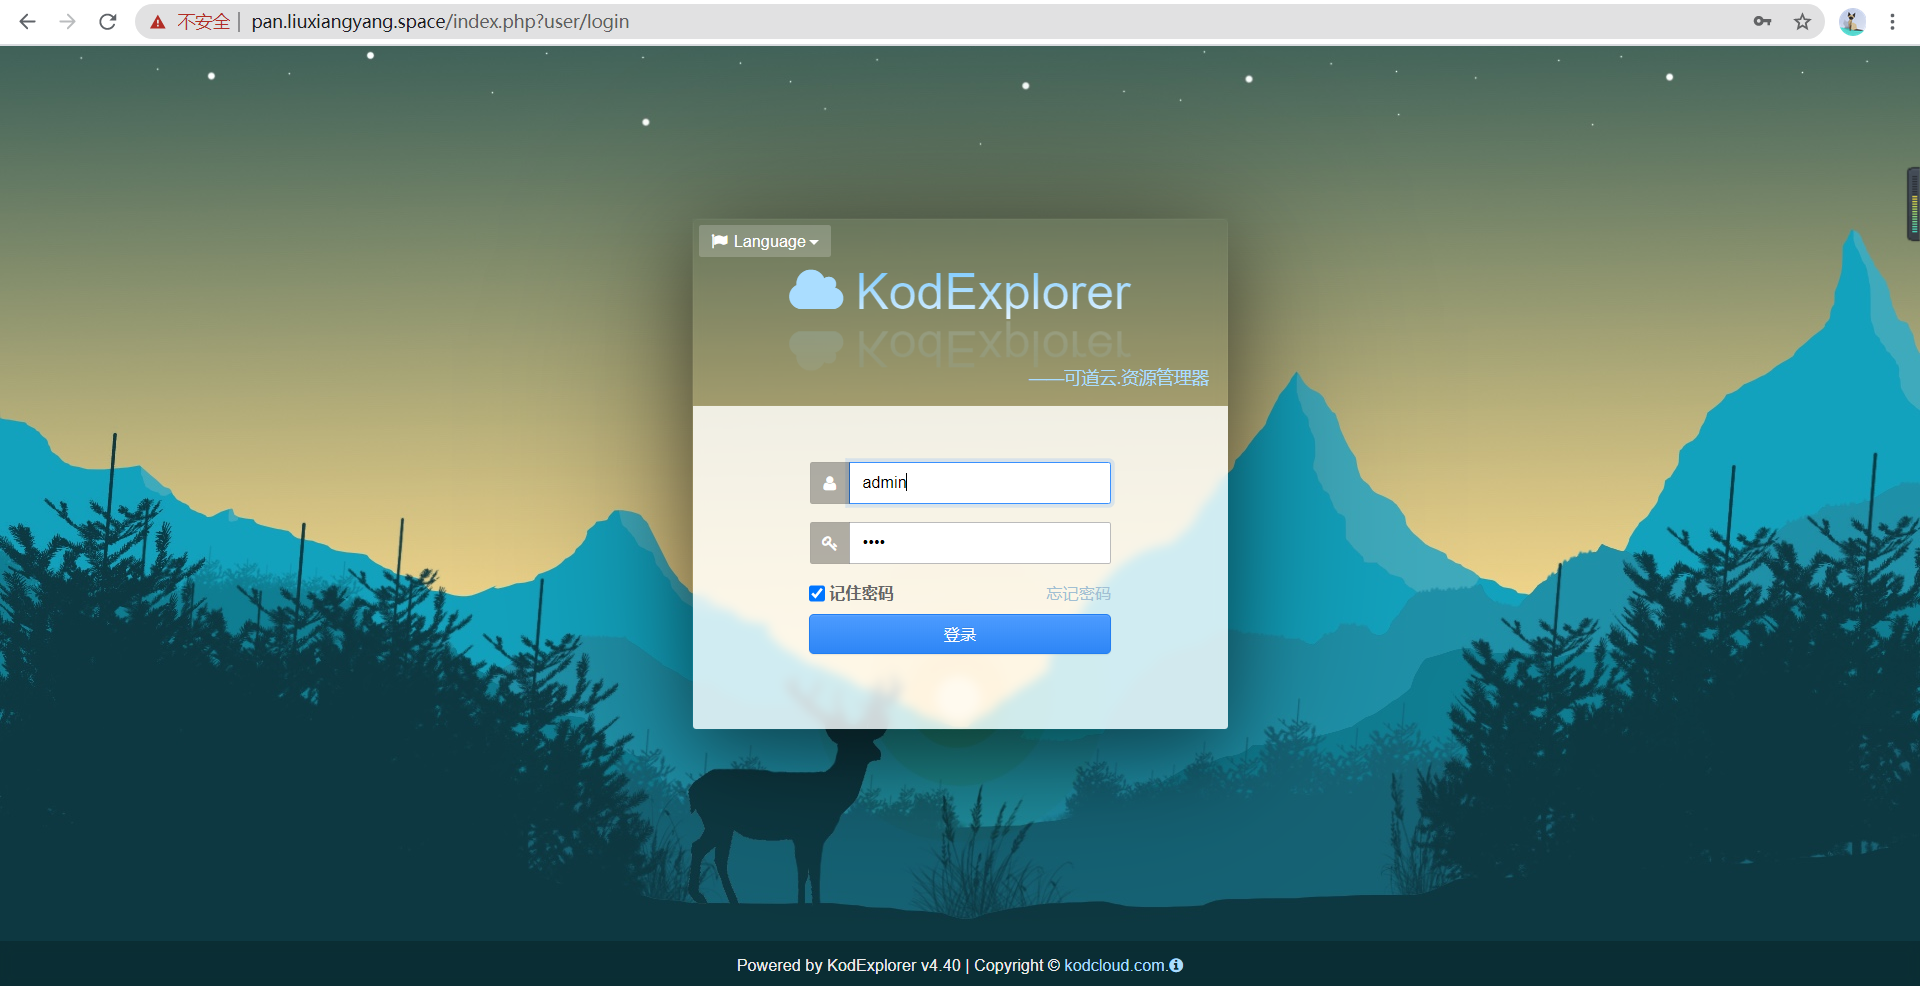 不安全 | pan.liuxiangyang.space/index.php?user/login
Language
KodExplorer
——可道云.资源管理器
admin
••••
记住密码 忘记密码
登录
Powered by KodExplorer v4.40 | Copyright © kodcloud.com.